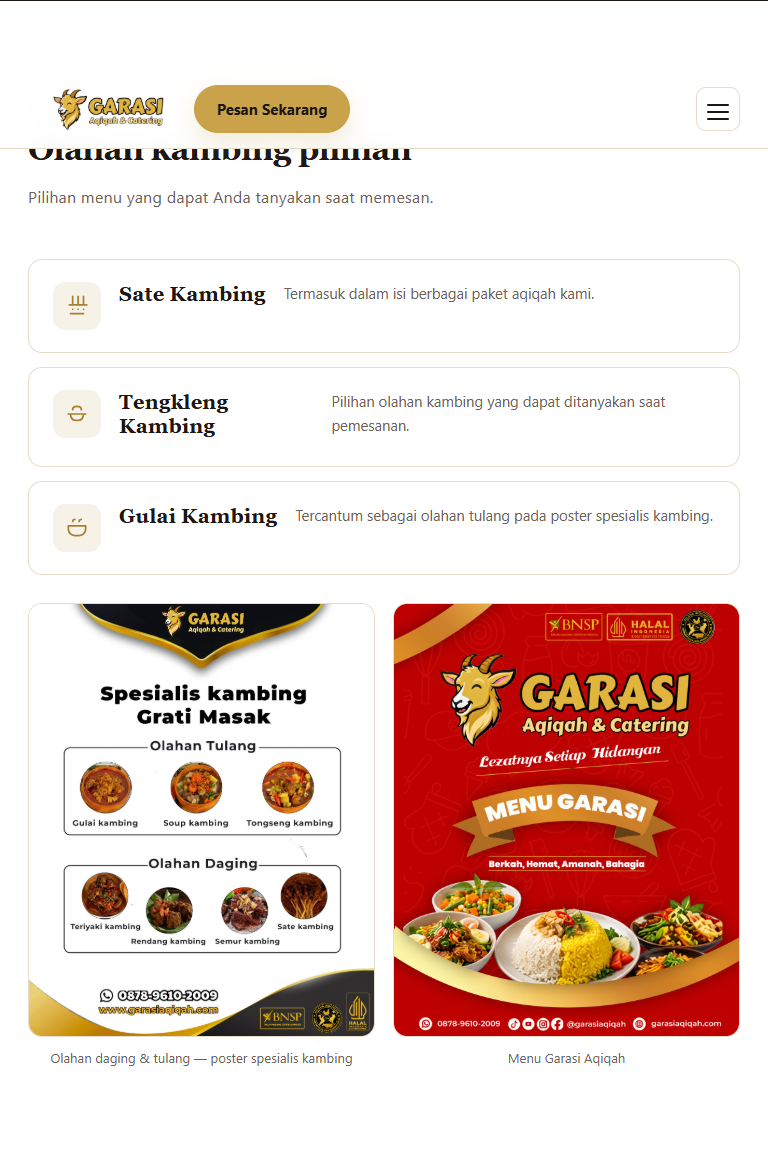 GARASI
Aqiqah & Catering
Pesan Sekarang
Olahan kambing pilihan
Pilihan menu yang dapat Anda tanyakan saat memesan.
Sate Kambing
Termasuk dalam isi berbagai paket aqiqah kami.
Tengkleng
Kambing
Pilihan olahan kambing yang dapat ditanyakan saat
pemesanan.
Gulai Kambing
Tercantum sebagai olahan tulang pada poster spesialis kambing.
GARASI
Aqiqah & Catering
Spesialis kambing
Grati Masak
Olahan Tulang
Gulai kambing
Soup kambing
Tongseng kambing
Olahan Daging
Teriyaki kambing
Rendang kambing
Semur kambing
Sate kambing
0878-9610-2009
www.garasiaqiqah.com
BNSP
HALAL
INDONESIA
Olahan daging & tulang — poster spesialis kambing
BNSP
HALAL
INDONESIA
GARASI
Aqiqah & Catering
Lezatnya Setiap Hidangan
MENU GARASI
Berkah, Hemat, Amanah, Bahagia
0878-9610-2009
@garasiaqiqah
garasiaqiqah.com
Menu Garasi Aqiqah